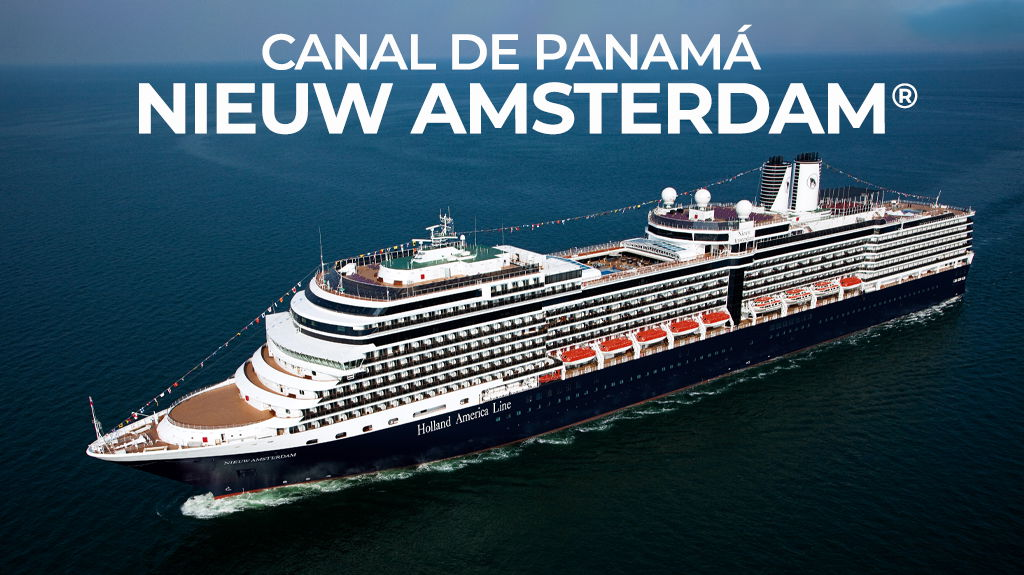 CANAL DE PANAMÁ
NIEUW AMSTERDAM®
Holland America Line
NIEUW AMSTERDAM